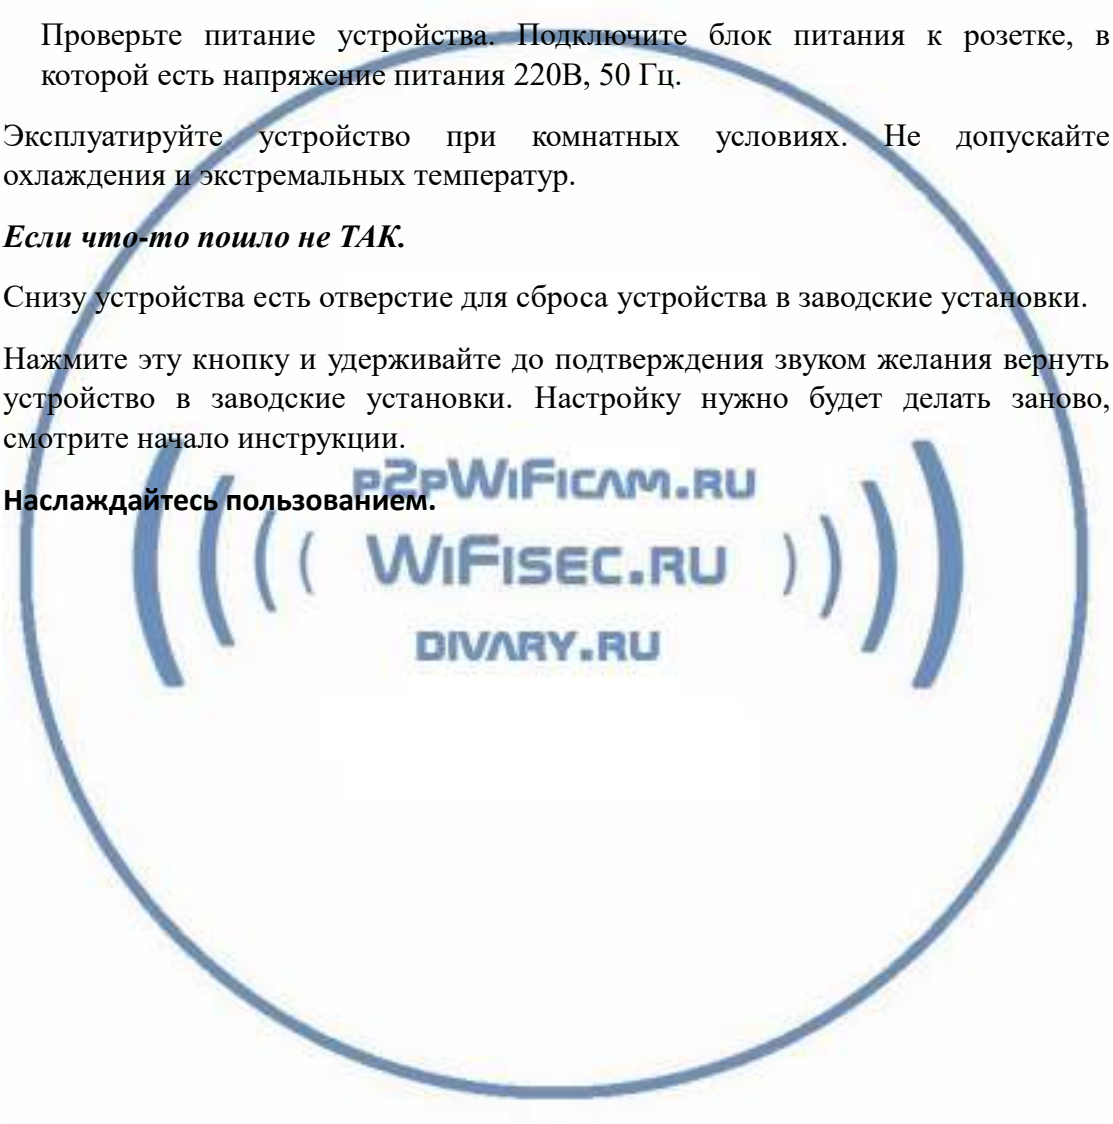 Проверьте питание устройства. Подключите блок питания к розетке, в
которой есть напряжение питания 220В, 50 Гц.
Эксплуатируйте устройство при комнатных условиях. Не допускайте
охлаждения и экстремальных температур.
Если что-то пошло не ТАК.
Снизу устройства есть отверстие для сброса устройства в заводские установки.
Нажмите эту кнопку и удерживайте до подтверждения звуком желания вернуть
устройство в заводские установки. Настройку нужно будет делать заново,
смотрите начало инструкции.
P2PWIFICAM.RU
Наслаждайтесь пользованием.
WIFISEC.RU
DIVARY.RU